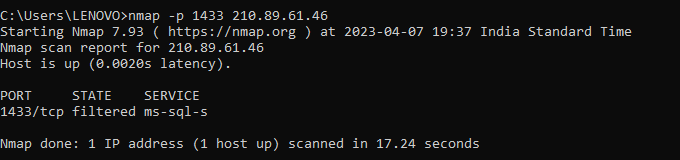 C:\Users\LENOVO>nmap -p 1433 210.89.61.46
Starting Nmap 7.93 ( https://nmap.org ) at 2023-04-07 19:37 India Standard Time
Nmap scan report for 210.89.61.46
Host is up (0.0020s latency).
PORT     STATE    SERVICE
1433/tcp filtered ms-sql-s
Nmap done: 1 IP address (1 host up) scanned in 17.24 seconds